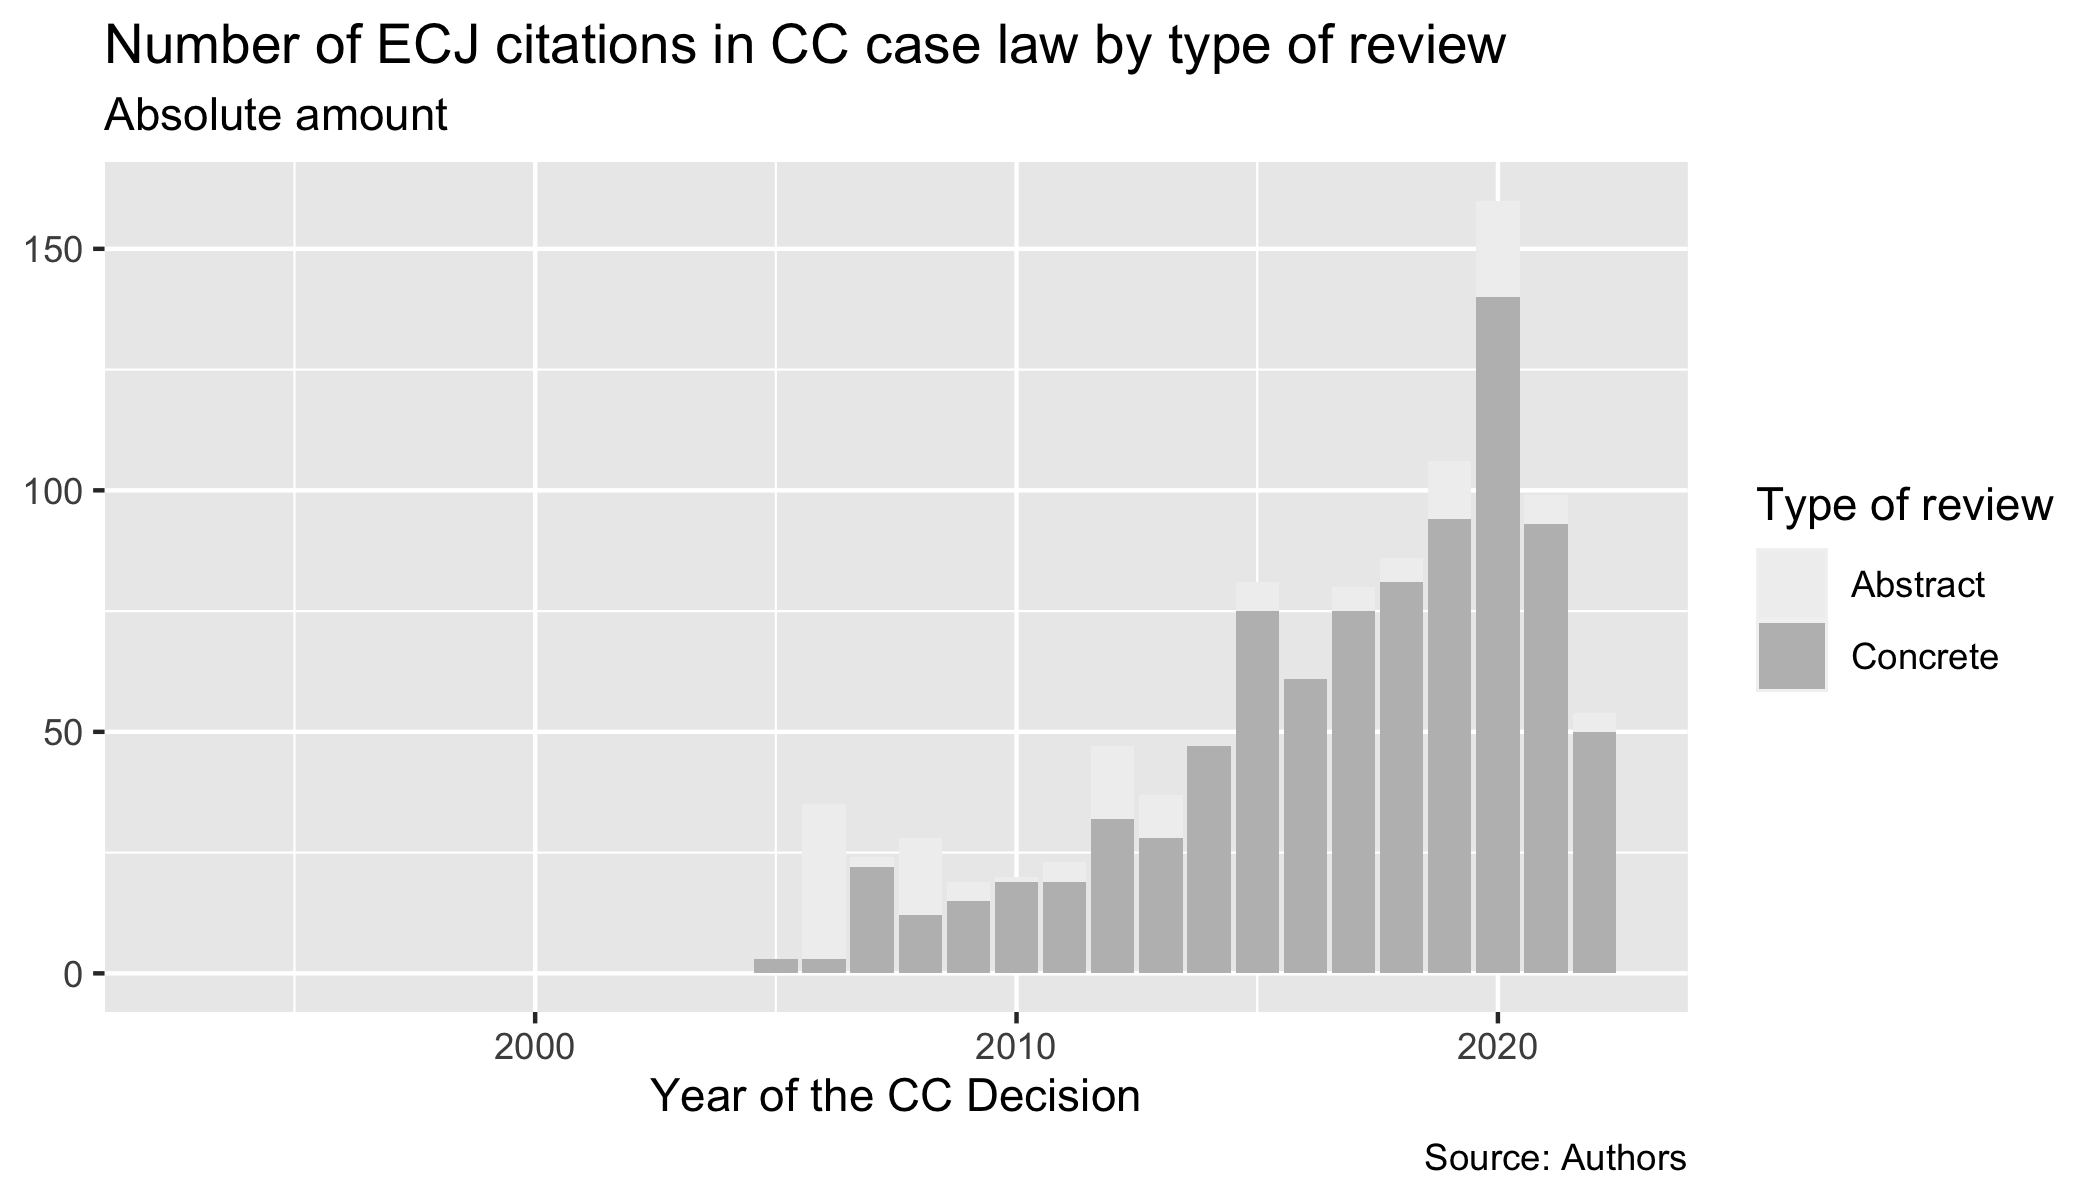 Number of ECJ citations in CC case law by type of review
Absolute amount
150
100
50
0
2000 2010 2020
Year of the CC Decision
Type of review
Abstract
Concrete
Source: Authors